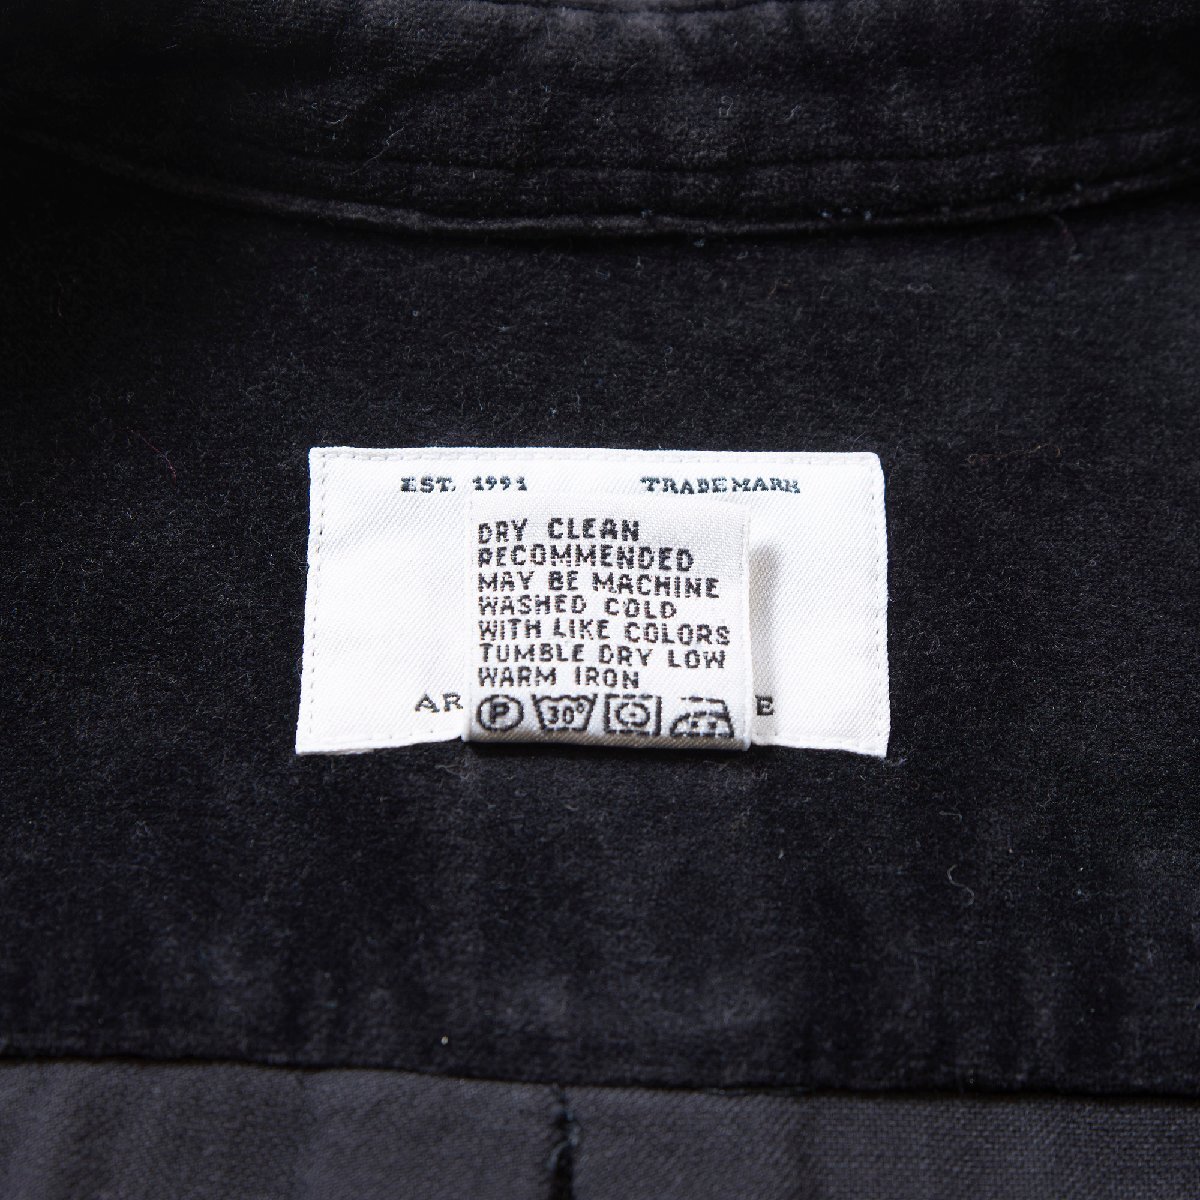 EST. 1991 TRADEMARK
DRY CLEAN
RECOMMENDED
MAY BE MACHINE
WASHED COLD
WITH LIKE COLORS
TUMBLE DRY LOW
WARM IRON
P 30°